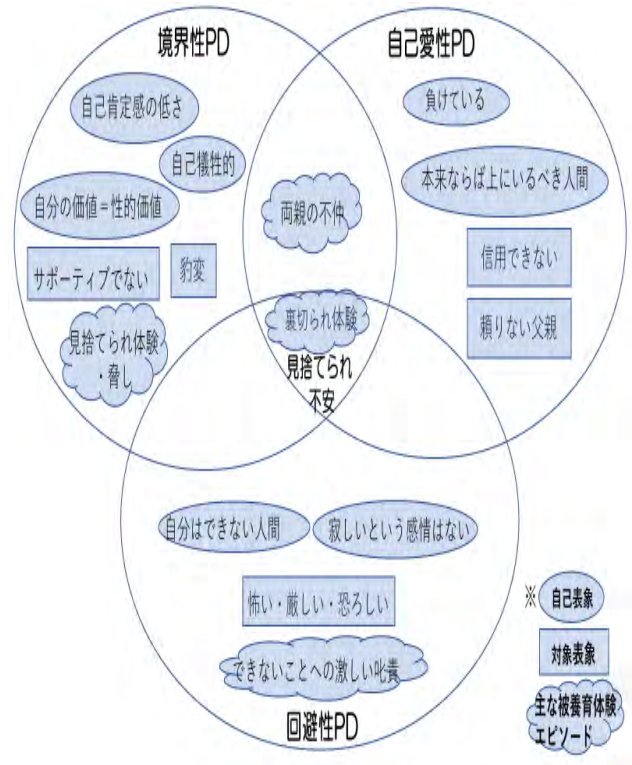 境界性PD
自己愛性PD
自己肯定感の低さ
負けている
自己犠牲的
本来ならば上にいるべき人間
自分の価値＝性的価値
両親の不仲
サポーティブでない
豹変
信用できない
見捨てられ体験
・脅し
裏切られ体験
頼りない父親
見捨てられ
不安
自分はできない人間
寂しいという感情はない
怖い・厳しい・恐ろしい
できないことへの激しい叱責
回避性PD
※
自己表象
対象表象
主な被養育体験
エピソード